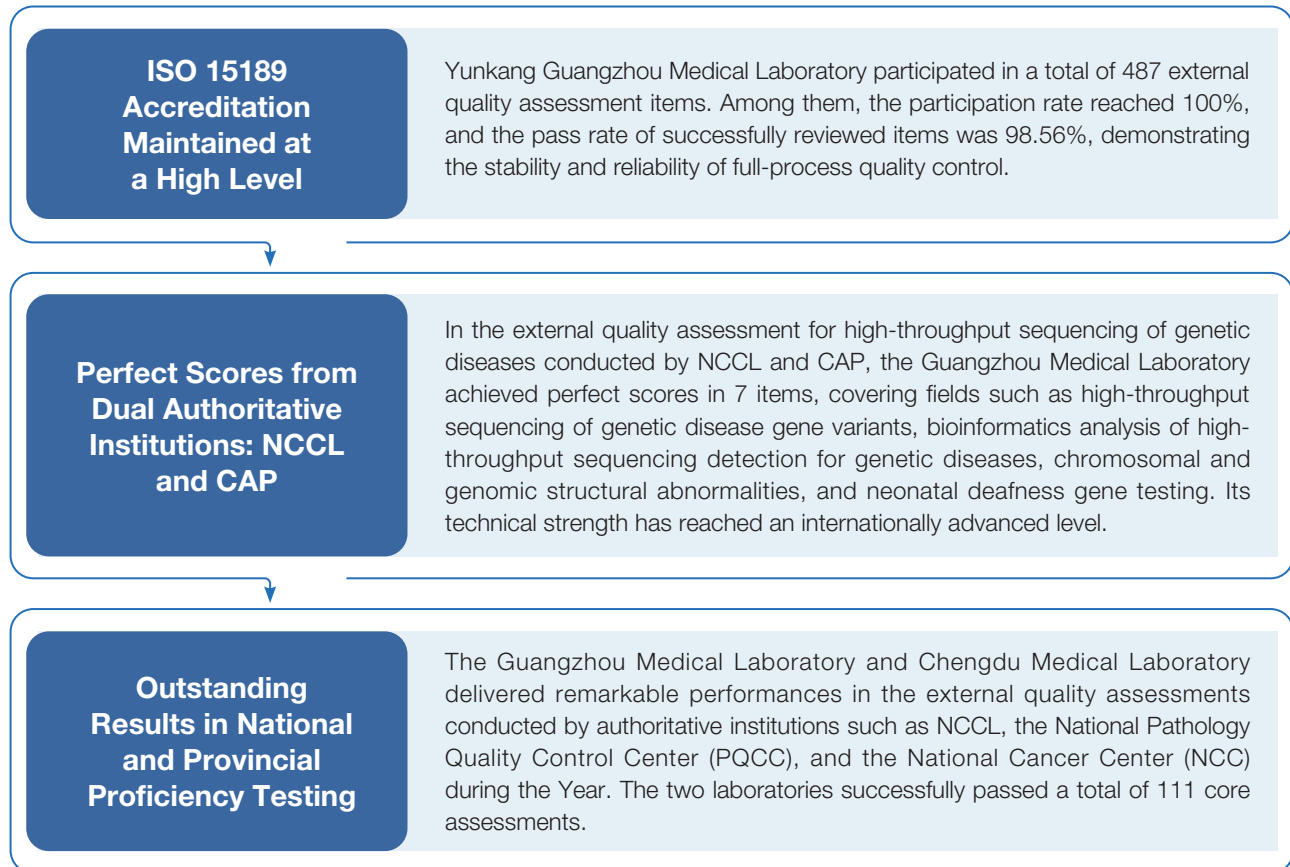 ISO 15189
Accreditation
Maintained at
a High Level
Yunkang Guangzhou Medical Laboratory participated in a total of 487 external
quality assessment items. Among them, the participation rate reached 100%,
and the pass rate of successfully reviewed items was 98.56%, demonstrating
the stability and reliability of full-process quality control.
Perfect Scores from
Dual Authoritative
Institutions: NCCL
and CAP
In the external quality assessment for high-throughput sequencing of genetic
diseases conducted by NCCL and CAP, the Guangzhou Medical Laboratory
achieved perfect scores in 7 items, covering fields such as high-throughput
sequencing of genetic disease gene variants, bioinformatics analysis of high-
throughput sequencing detection for genetic diseases, chromosomal and
genomic structural abnormalities, and neonatal deafness gene testing. Its
technical strength has reached an internationally advanced level.
Outstanding
Results in National
and Provincial
Proficiency Testing
The Guangzhou Medical Laboratory and Chengdu Medical Laboratory
delivered remarkable performances in the external quality assessments
conducted by authoritative institutions such as NCCL, the National Pathology
Quality Control Center (PQCC), and the National Cancer Center (NCC)
during the Year. The two laboratories successfully passed a total of 111 core
assessments.